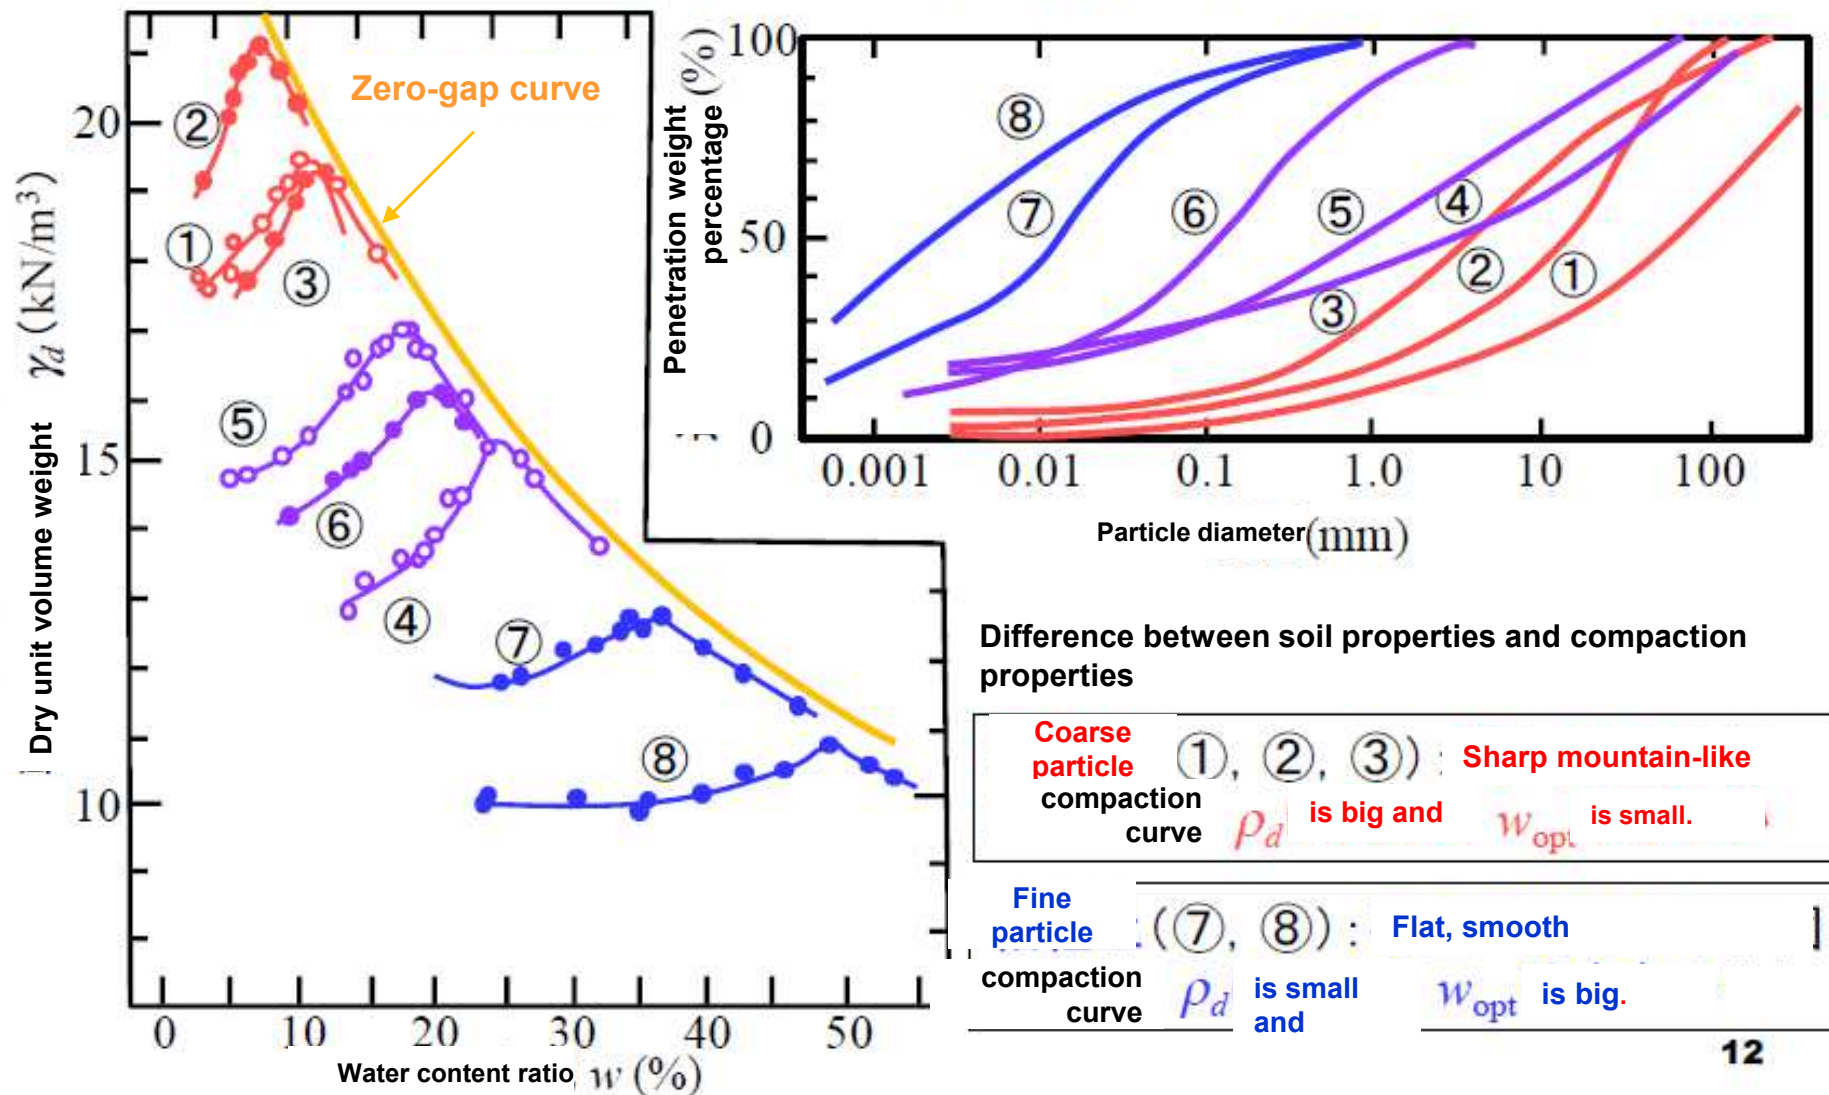 Zero-gap curve
20
15
10
γd (kN/m³)
Dry unit volume weight
②
①
③
⑤
⑥
④
⑦
⑧
0 10 20 30 40 50
Water content ratio w (%)
Penetration weight
percentage (%)
100
50
0
⑧
⑦
⑥
⑤
④
③
②
①
0.001 0.01 0.1 1.0 10 100
Particle diameter (mm)
Difference between soil properties and compaction
properties
Coarse
particle (①, ②, ③) : Sharp mountain-like
compaction
curve ρd is big and wopt is small.
Fine
particle (⑦, ⑧) : Flat, smooth
compaction
curve ρd is small
and wopt is big.
12